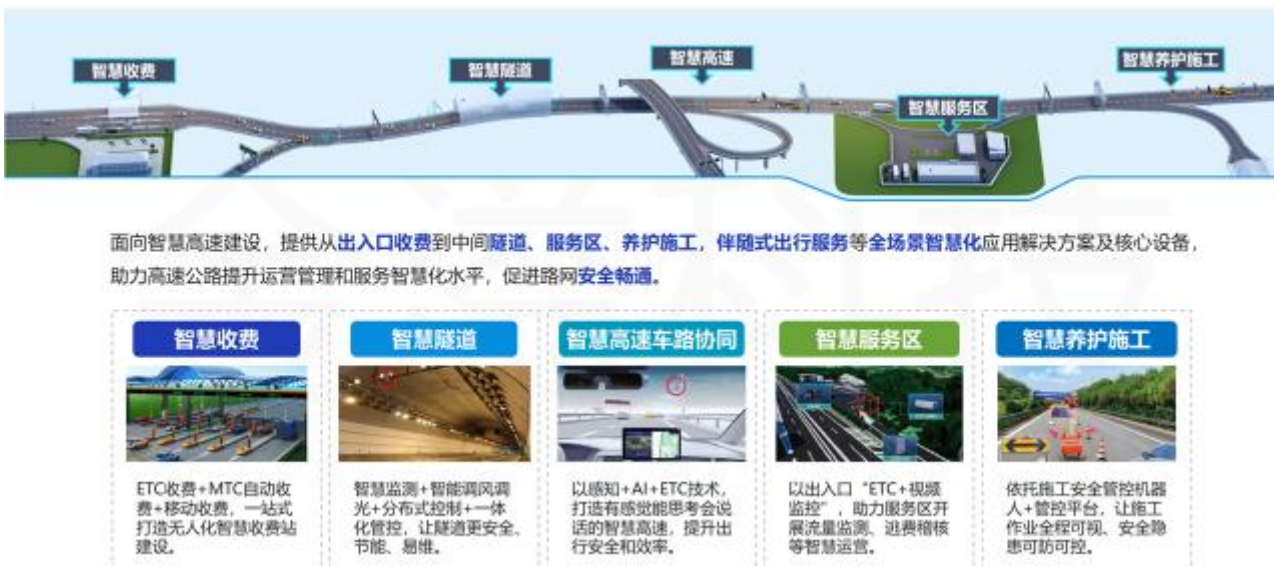 智慧收费
智慧隧道
智慧高速
智慧服务区
智慧养护施工
面向智慧高速建设，提供从出入口收费到中间隧道、服务区、养护施工，伴随式出行服务等全场景智慧化应用解决方案及核心设备，
助力高速公路提升运营管理和服务智慧化水平，促进路网安全畅通。
智慧收费
ETC收费+MTC自动收
费+移动收费，一站式
打造无人化智慧收费站
建设。
智慧隧道
智慧监测+智能调风调
光+分布式控制+一体
化管控，让隧道更安全、
节能、易维。
智慧高速车路协同
以感知+AI+ETC技术，
打造有感觉能思考会说
话的智慧高速，提升出
行安全和效率。
智慧服务区
以出入口“ETC+视频
监控”，助力服务区开
展流量监测、逃费稽核
等智慧运营。
智慧养护施工
依托施工安全管控机器
人+管控平台，让施工
作业全程可视、安全隐
患可防可控。